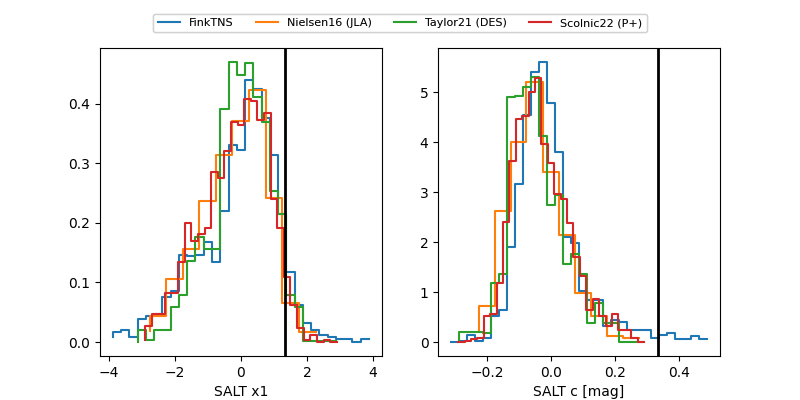 FinkTNS Nielsen16 (JLA) Taylor21 (DES) Scolnic22 (P+)
0.4
0.3
0.2
0.1
0.0
−4 −2 0 2 4
SALT x1
5
4
3
2
1
0
−0.2 0.0 0.2 0.4
SALT c [mag]